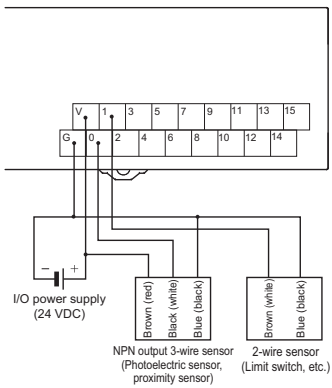 V 1 3 5 7 9 11 13 15
G 0 2 4 6 8 10 12 14
− +
I/O power supply
(24 VDC)
Brown (red)
Black (white)
Blue (black)
Brown (white)
Blue (black)
NPN output 3-wire sensor
(Photoelectric sensor,
proximity sensor)
2-wire sensor
(Limit switch, etc.)